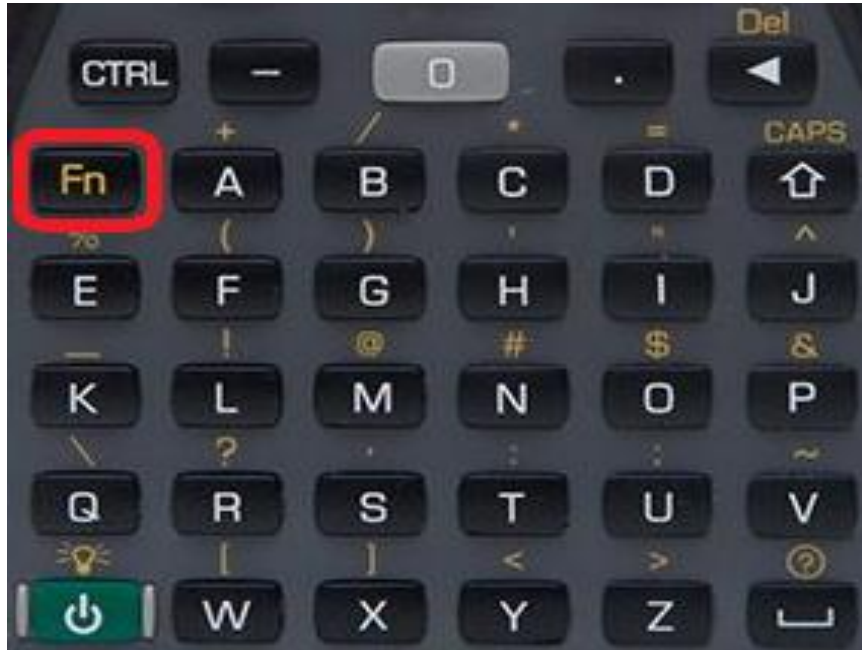 Del
CTRL - 0 . ◄
+ / * = CAPS
Fn A B C D ⇧
% ( ) ' " ^
E F G H I J
_ ! @ # $ &
K L M N O P
\ ? ~
Q R S T U V
[ ] < > ?
W X Y Z